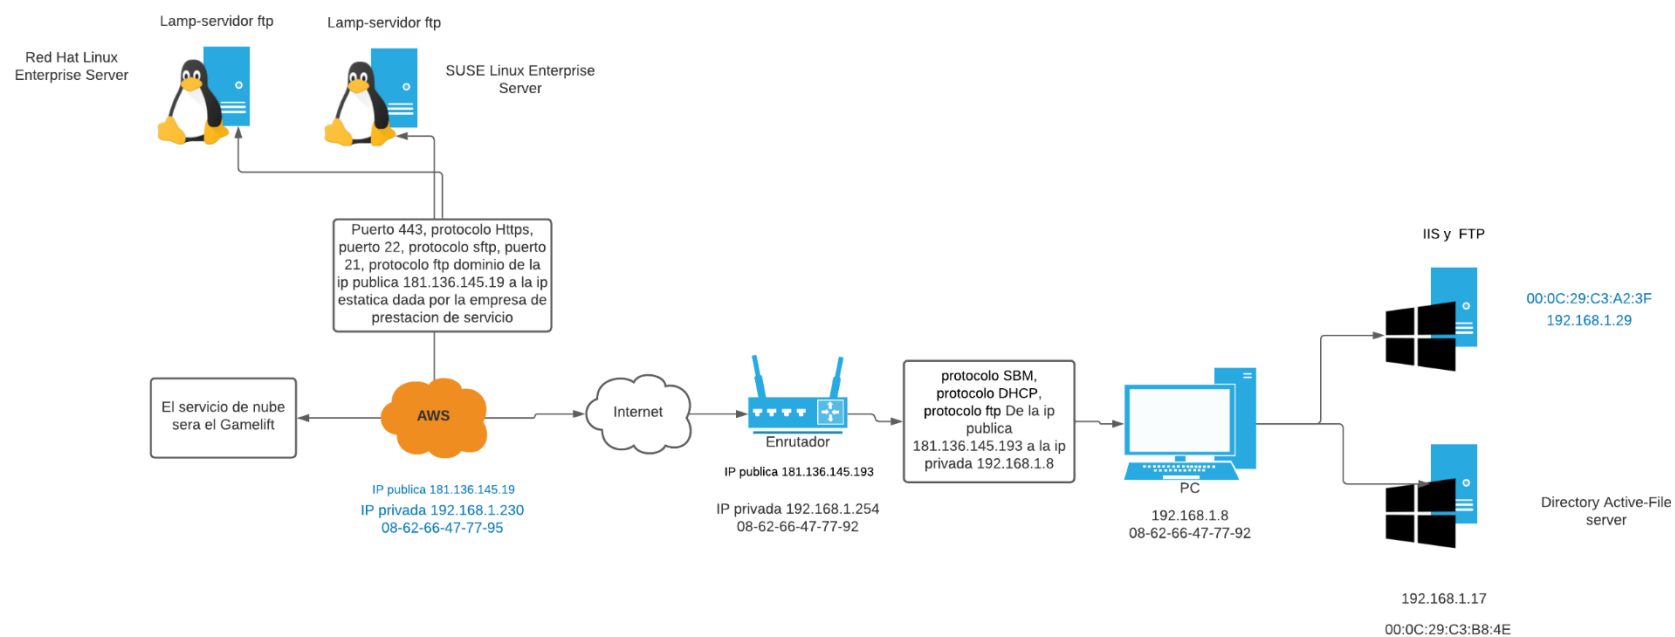 Lamp-servidor ftp
Lamp-servidor ftp
Red Hat Linux
Enterprise Server
SUSE Linux Enterprise
Server
Puerto 443, protocolo Https,
puerto 22, protocolo sftp, puerto
21, protocolo ftp dominio de la
ip publica 181.136.145.19 a la ip
estatica dada por la empresa de
prestacion de servicio
El servicio de nube
sera el Gamelift
AWS
IP publica 181.136.145.19
IP privada 192.168.1.230
08-62-66-47-77-95
Internet
Enrutador
IP publica 181.136.145.193
IP privada 192.168.1.254
08-62-66-47-77-92
protocolo SBM,
protocolo DHCP,
protocolo ftp De la ip
publica
181.136.145.193 a la ip
privada 192.168.1.8
PC
192.168.1.8
08-62-66-47-77-92
IIS y FTP
00:0C:29:C3:A2:3F
192.168.1.29
Directory Active-File
server
192.168.1.17
00:0C:29:C3:B8:4E